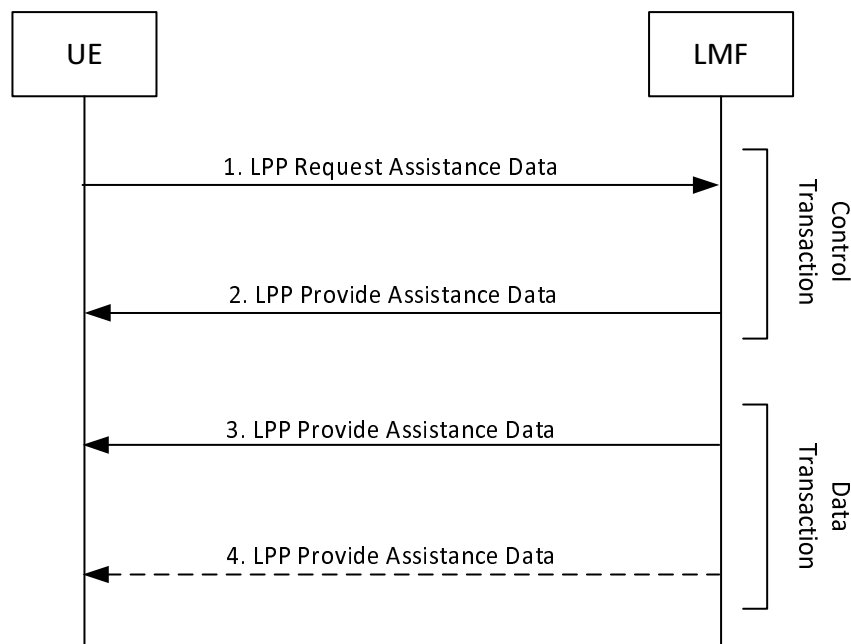 UE
LMF
1. LPP Request Assistance Data
2. LPP Provide Assistance Data
Control
Transaction
3. LPP Provide Assistance Data
4. LPP Provide Assistance Data
Data
Transaction